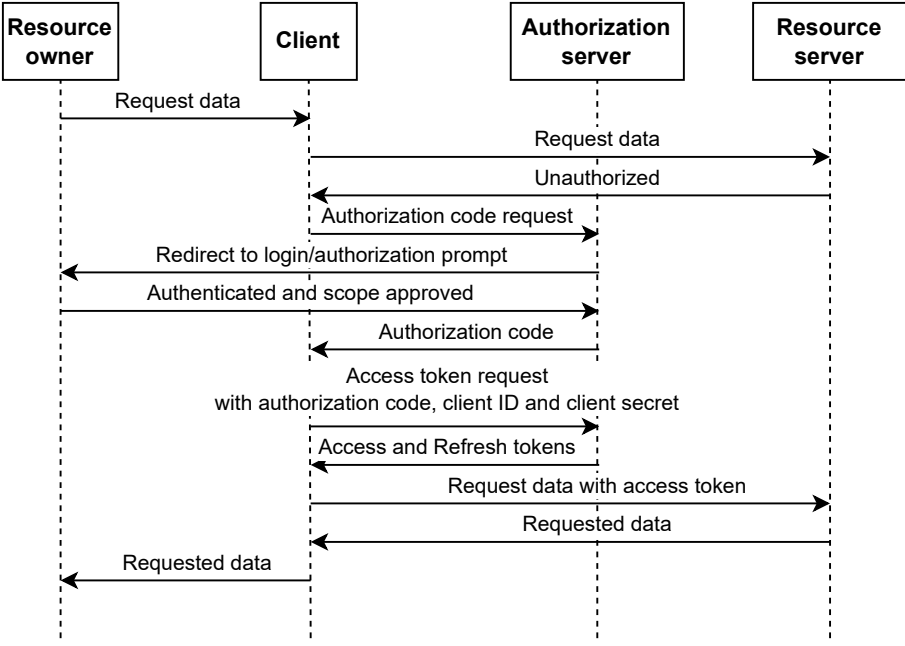 Resource
owner
Client
Authorization
server
Resource
server
Request data
Request data
Unauthorized
Authorization code request
Redirect to login/authorization prompt
Authenticated and scope approved
Authorization code
Access token request
with authorization code, client ID and client secret
Access and Refresh tokens
Request data with access token
Requested data
Requested data